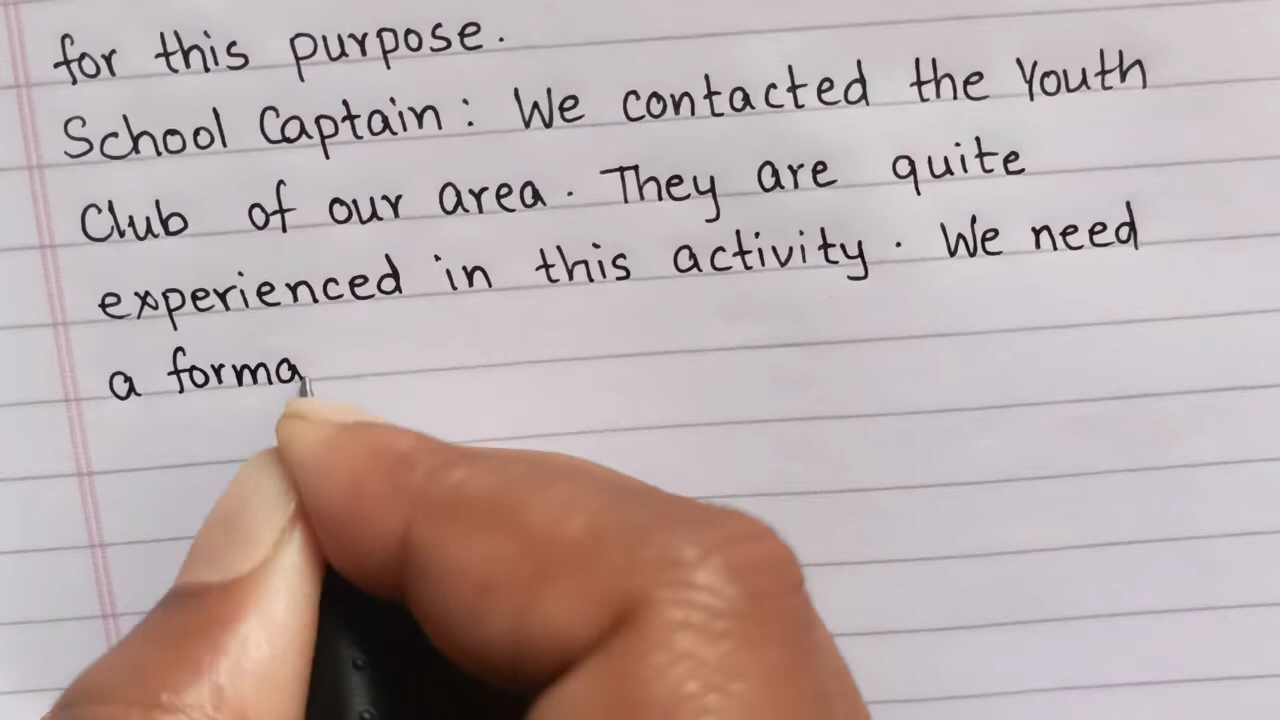 for this purpose.
School Captain : We contacted the Youth
Club of our area. They are quite
experienced in this activity. We need
a forma